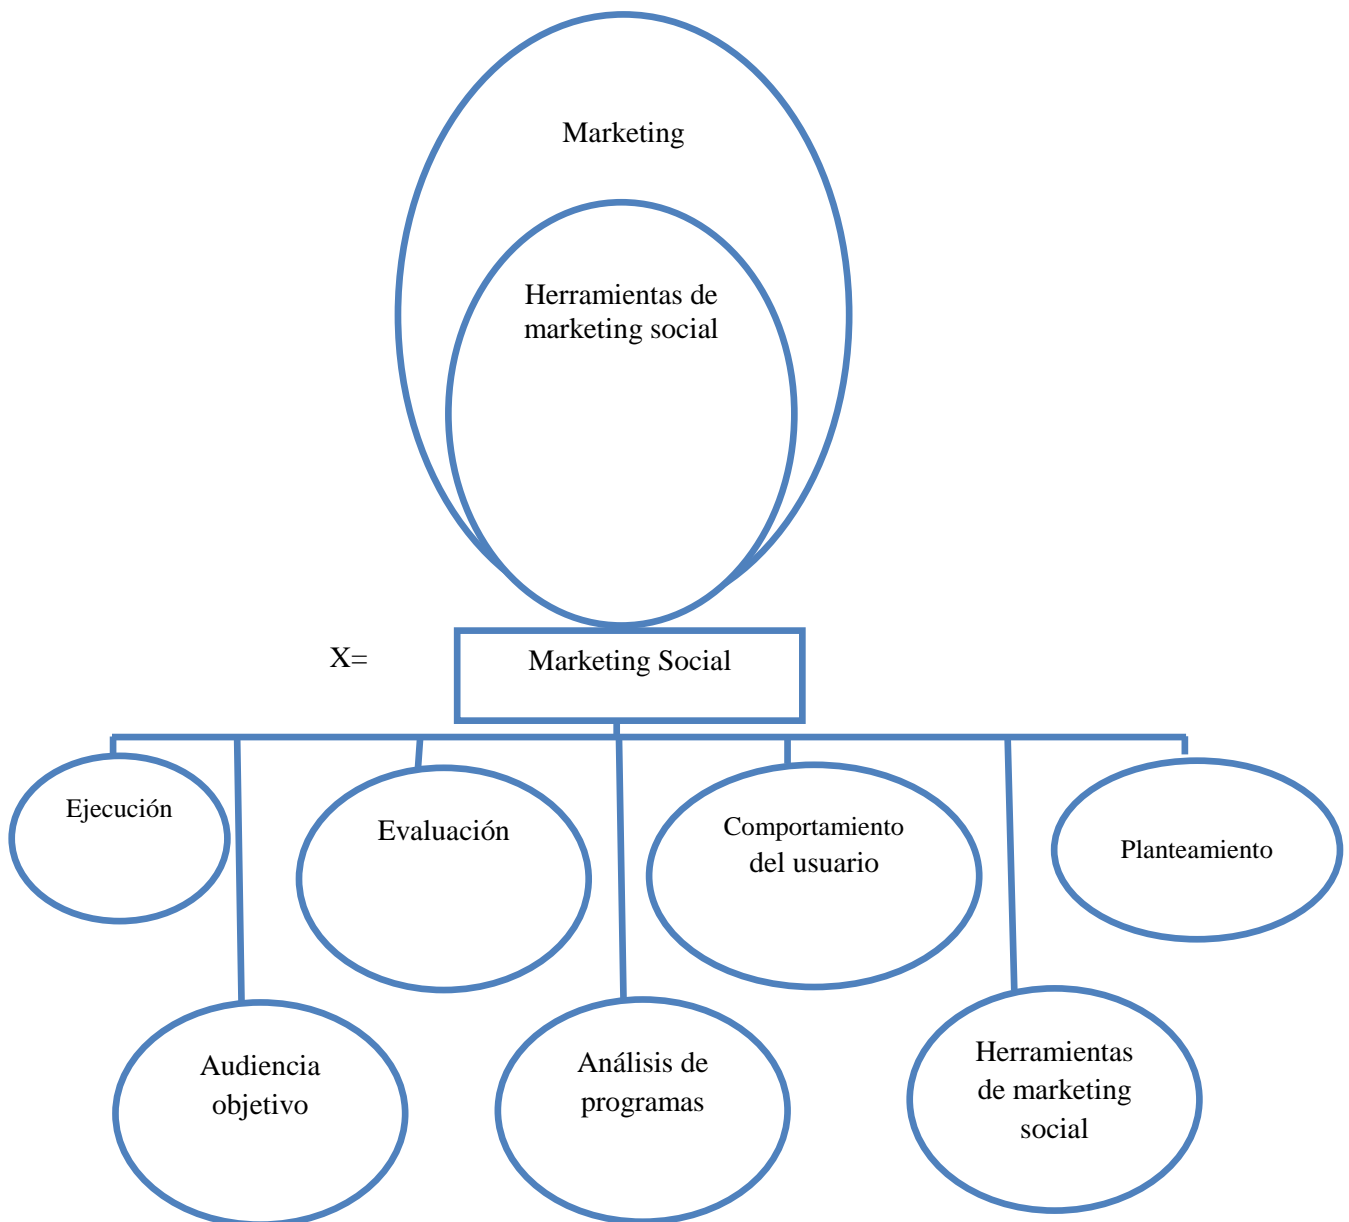 Marketing
Herramientas de
marketing social
X=
Marketing Social
Ejecución
Evaluación
Comportamiento
del usuario
Planteamiento
Audiencia
objetivo
Análisis de
programas
Herramientas
de marketing
social